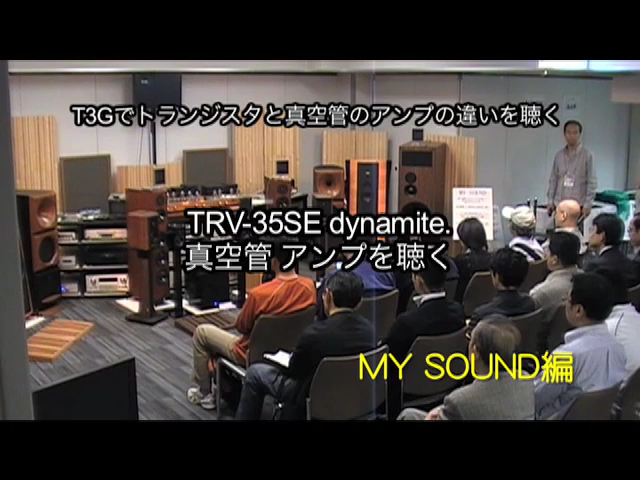 T3Gでトランジスタと真空管のアンプの違いを聴く
TRV-35SE dynamite.
真空管 アンプを聴く
MY SOUND
MY SOUND編